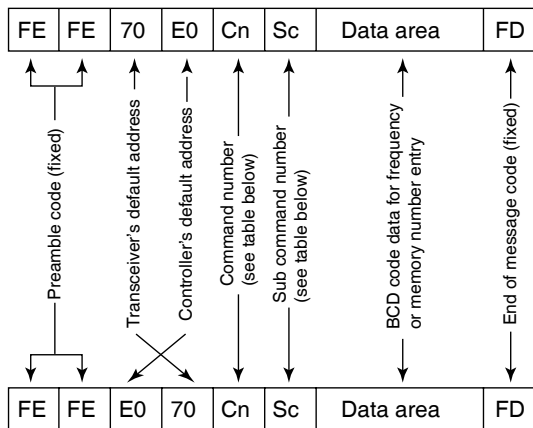 FE FE 70 E0 Cn Sc Data area FD
Preamble code (fixed)
Transceiver's default address
Controller's default address
Command number
(see table below)
Sub command number
(see table below)
BCD code data for frequency
or memory number entry
End of message code (fixed)
FE FE E0 70 Cn Sc Data area FD